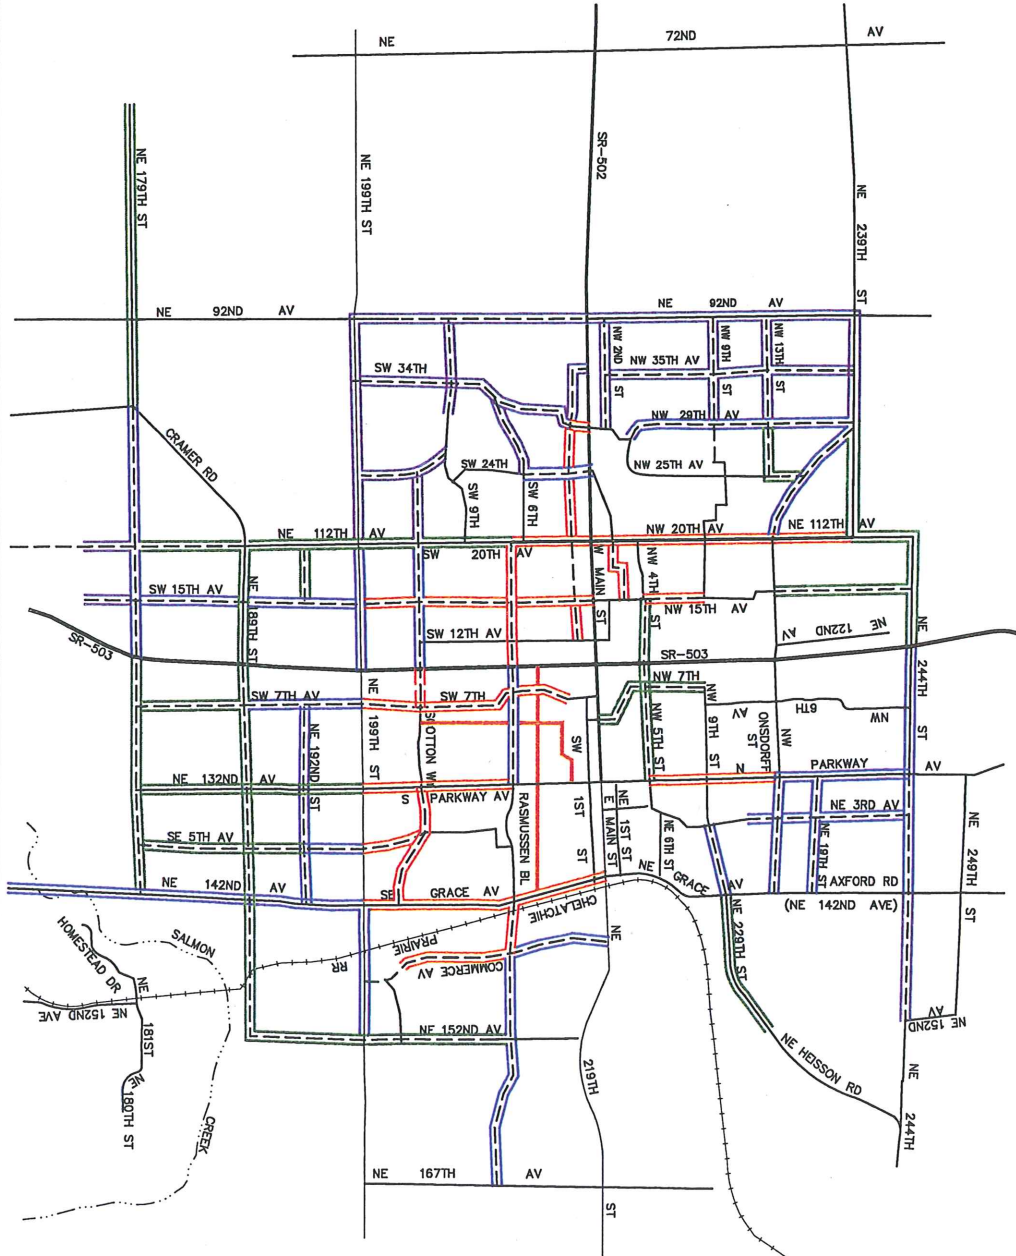 NE 72ND AV
SR-502
NE 179TH ST
NE 199TH ST
NE 239TH ST
NE 92ND AV
NE 92ND AV
NW 2ND ST
NW 9TH ST
NW 13TH ST
NW 35TH AV
SW 34TH
NW 29TH AV
CRAMER RD
SW 24TH
NW 25TH AV
SW 9TH
SW 6TH
NE 112TH AV
SW 20TH AV
NW 20TH AV
NE 112TH AV
W MAIN ST
NW 4TH ST
SW 15TH AV
NE 189TH ST
NW 15TH AV
SW 12TH AV
NE 122ND AV
NE 244TH ST
SR-503
SR-503
NW 7TH
SW 7TH AV
NE 199TH ST
SW 7TH
NW 5TH ST
NW 9TH ST
NW 6TH AV
NW ONSDORFF ST
NE 192ND ST
SCOTTON W
SW 1ST ST
NE 132ND AV
S PARKWAY AV
N PARKWAY AV
RASMUSSEN BL
E MAIN ST
NE 1ST ST
NE 6TH ST
NE 3RD AV
NE 19TH ST
NE 249TH ST
SE 5TH AV
NE 142ND AV
SE GRACE AV
NE GRACE AV
AXFORD RD
(NE 142ND AVE)
CHELATCHIE PRAIRIE RR
SALMON CREEK
HOMESTEAD DR
COMMERCE AV
NE 229TH ST
NE 152ND AVE
NE 181ST
NE 180TH ST
NE 152ND AV
NE 152ND AV
NE 219TH ST
NE HEISSON RD
NE 244TH
NE 167TH AV